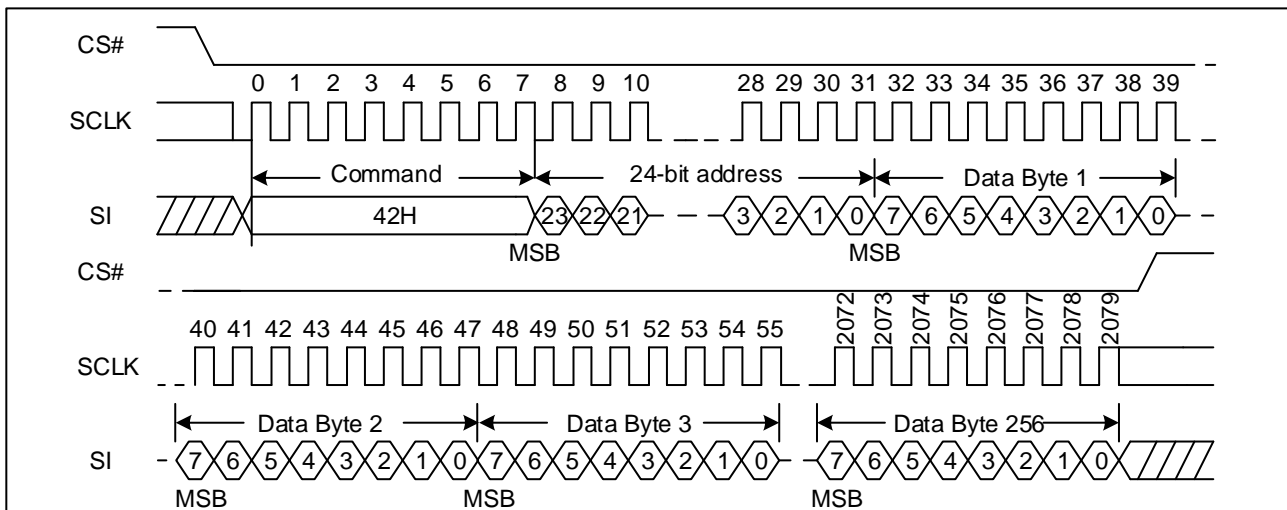 CS#
0 1 2 3 4 5 6 7 8 9 10 28 29 30 31 32 33 34 35 36 37 38 39
SCLK
Command 24-bit address Data Byte 1
SI 42H 23 22 21 3 2 1 0 7 6 5 4 3 2 1 0
MSB MSB
CS#
40 41 42 43 44 45 46 47 48 49 50 51 52 53 54 55 2072 2073 2074 2075 2076 2077 2078 2079
SCLK
Data Byte 2 Data Byte 3 Data Byte 256
SI 7 6 5 4 3 2 1 0 7 6 5 4 3 2 1 0 7 6 5 4 3 2 1 0
MSB MSB MSB